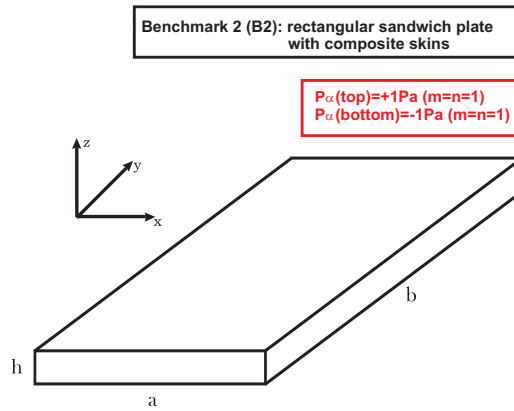 Benchmark 2 (B2): rectangular sandwich plate
with composite skins
Pα(top)=+1Pa (m=n=1)
Pα(bottom)=-1Pa (m=n=1)
z
y
x
b
h
a